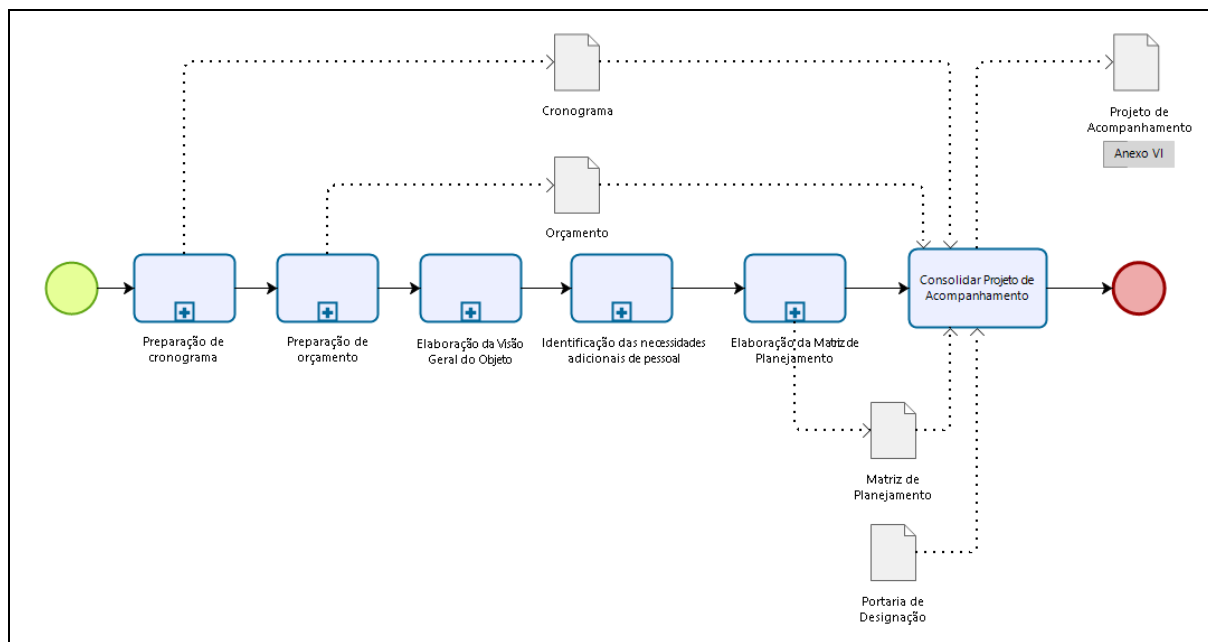 Cronograma
Projeto de
Acompanhamento
Anexo VI
Orçamento
Consolidar Projeto de
Acompanhamento
Preparação de
cronograma
Preparação de
orçamento
Elaboração da Visão
Geral do Objeto
Identificação das necessidades
adicionais de pessoal
Elaboração da Matriz de
Planejamento
Matriz de
Planejamento
Portaria de
Designação